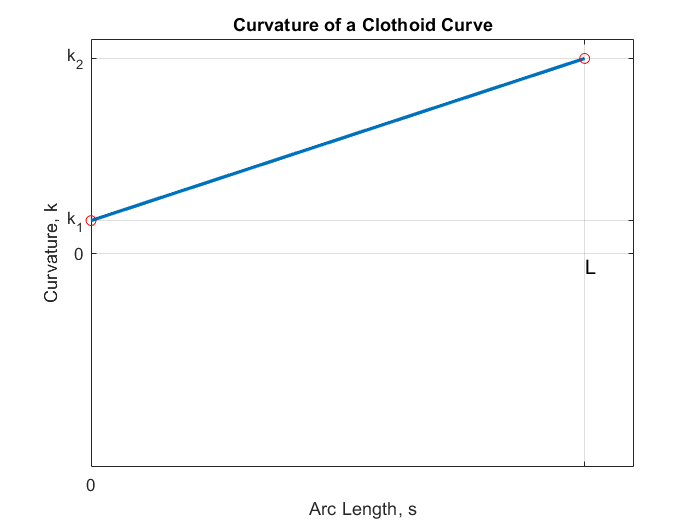 Curvature of a Clothoid Curve
k2
k1
0
Curvature, k
L
0
Arc Length, s